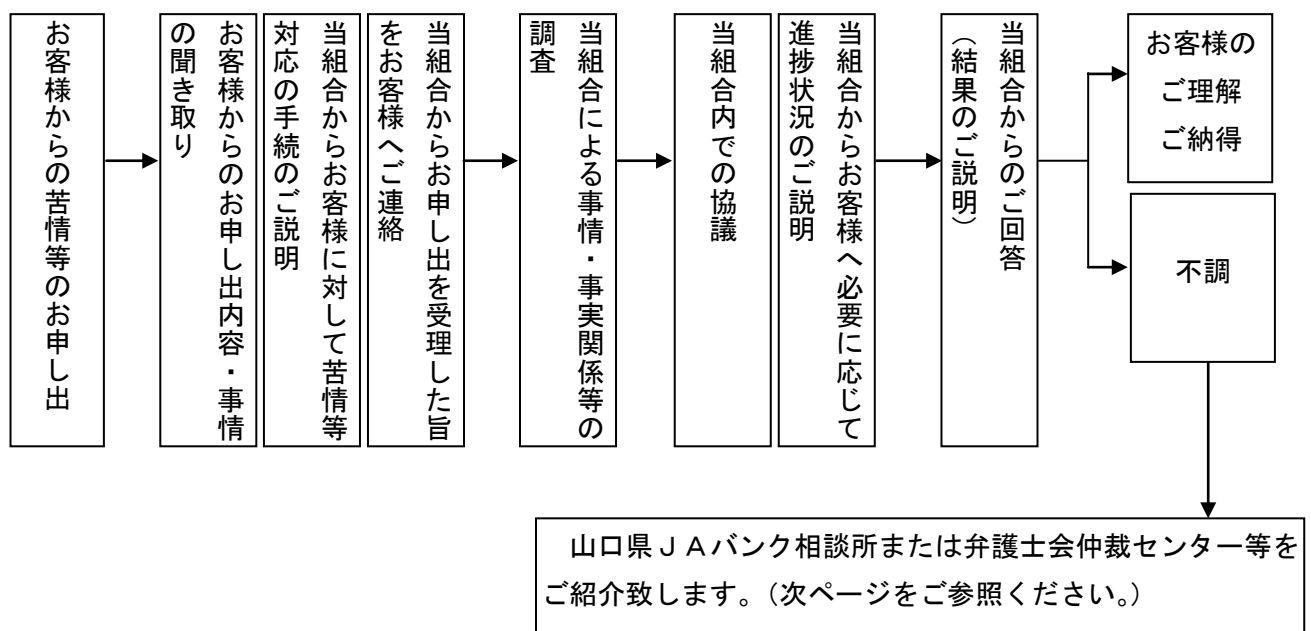 お客様からの苦情等のお申し出
お客様からのお申し出内容・事情
の聞き取り
当組合からお客様に対して苦情等
対応の手続のご説明
当組合からお申し出を受理した旨
をお客様へご連絡
当組合による事情・事実関係等の
調査
当組合内での協議
当組合からお客様へ必要に応じて
進捗状況のご説明
当組合からのご回答
（結果のご説明）
お客様の
ご理解
ご納得
不調
山口県ＪＡバンク相談所または弁護士会仲裁センター等を
ご紹介致します。（次ページをご参照ください。）